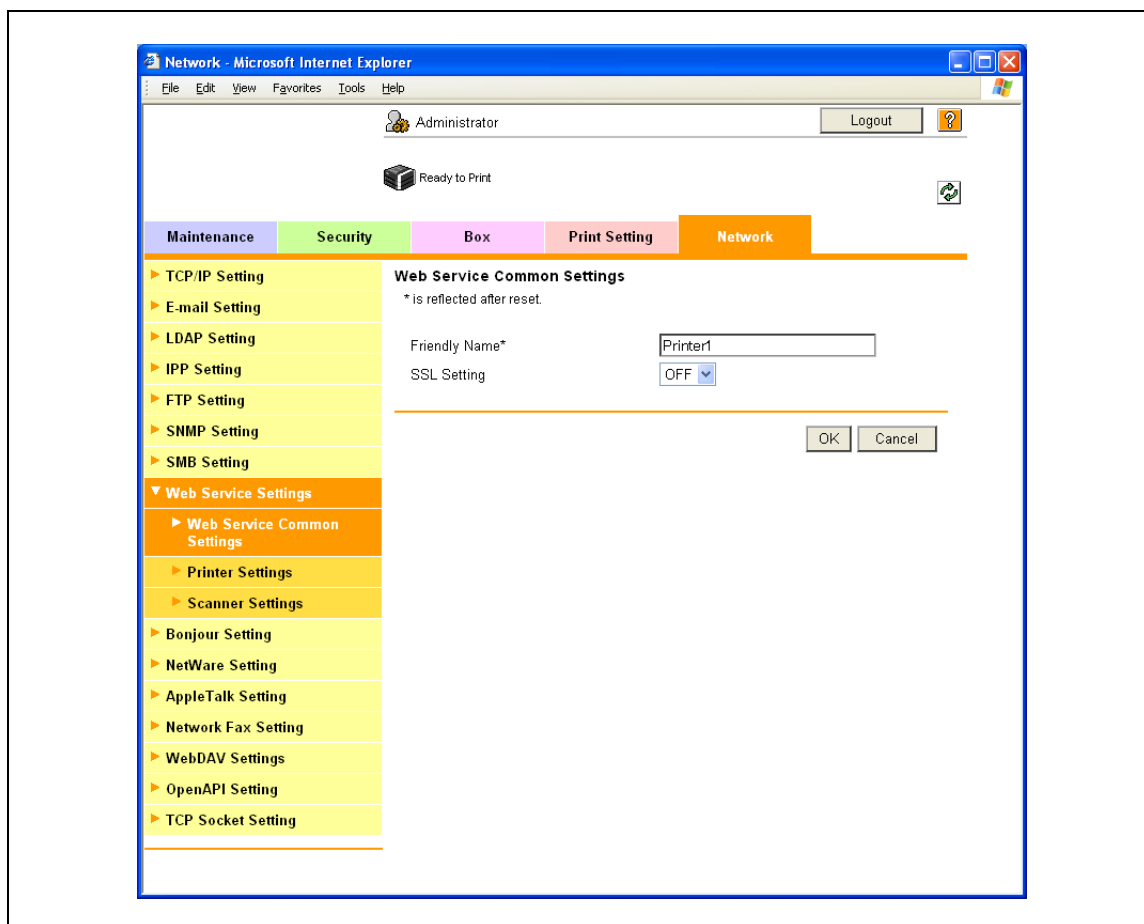 Network - Microsoft Internet Explorer
File Edit View Favorites Tools Help
Administrator
Logout
?
Ready to Print
Maintenance Security Box Print Setting Network
TCP/IP Setting
E-mail Setting
LDAP Setting
IPP Setting
FTP Setting
SNMP Setting
SMB Setting
Web Service Settings
Web Service Common
Settings
Printer Settings
Scanner Settings
Bonjour Setting
NetWare Setting
AppleTalk Setting
Network Fax Setting
WebDAV Settings
OpenAPI Setting
TCP Socket Setting
Web Service Common Settings
* is reflected after reset.
Friendly Name* Printer1
SSL Setting OFF
OK Cancel